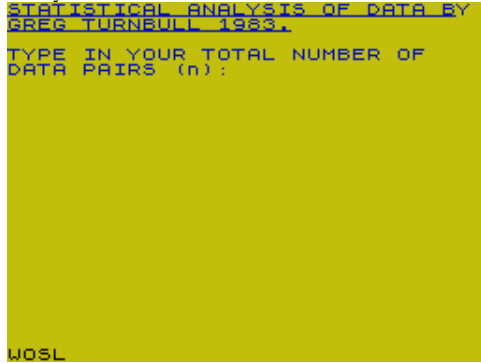 STATISTICAL ANALYSIS OF DATA BY
GREG TURNBULL 1983.
TYPE IN YOUR TOTAL NUMBER OF
DATA PAIRS (n):
WOSL